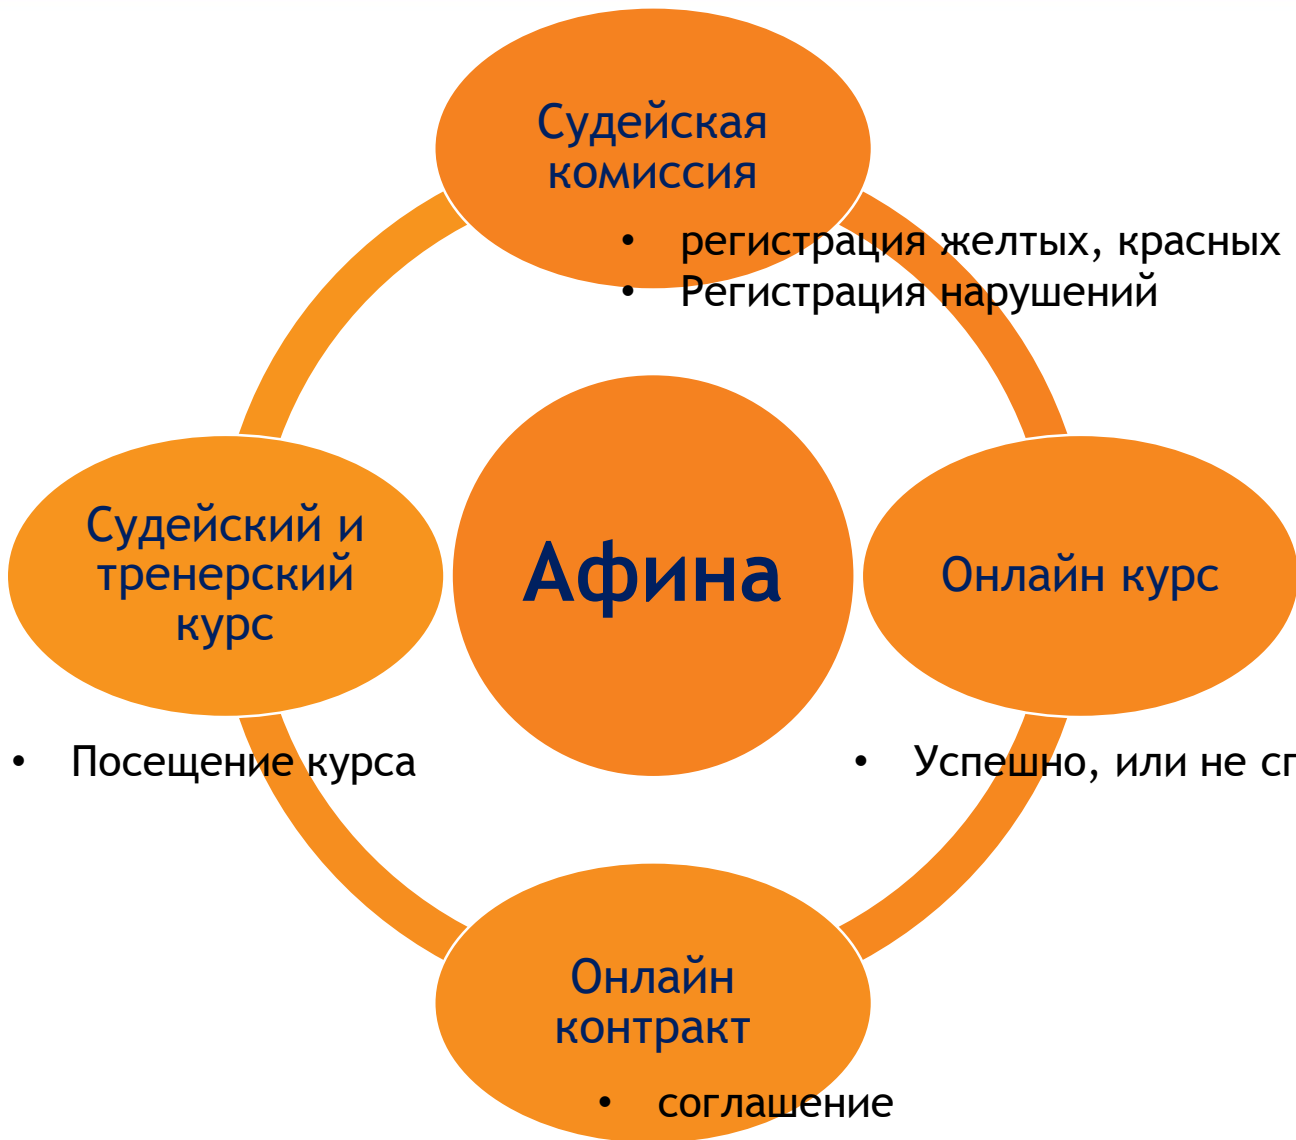 Судейская
комиссия
• регистрация желтых, красных
• Регистрация нарушений
Судейский и
тренерский
курс
Афина
Онлайн курс
• Посещение курса
• Успешно, или не
Онлайн
контракт
• соглашение